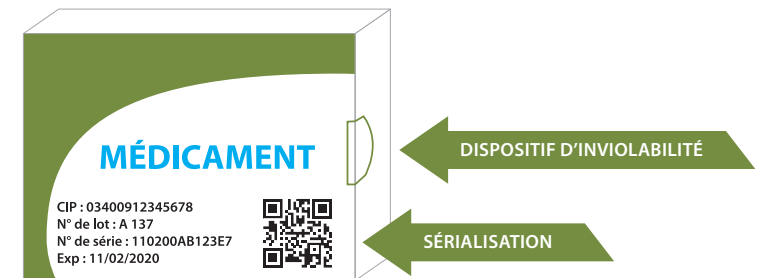 MÉDICAMENT
DISPOSITIF D'INVIOLABILITÉ
CIP : 03400912345678
N° de lot : A 137
N° de série : 110200AB123E7
Exp : 11/02/2020
SÉRIALISATION